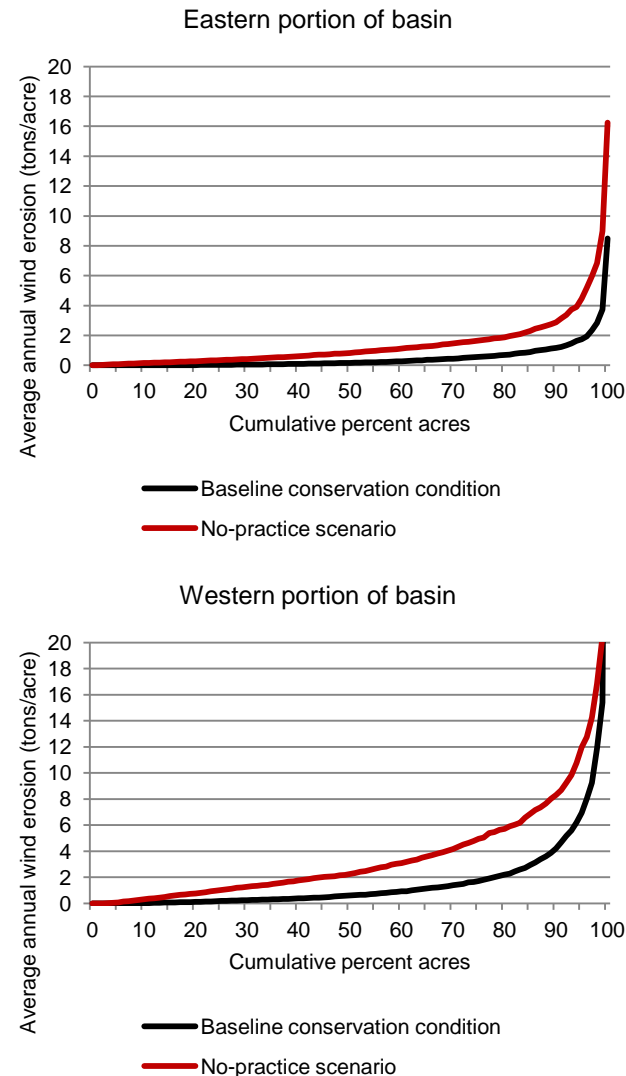 Eastern portion of basin
Average annual wind erosion (tons/acre)
20
18
16
14
12
10
8
6
4
2
0
0 10 20 30 40 50 60 70 80 90 100
Cumulative percent acres
Baseline conservation condition
No-practice scenario
Western portion of basin
Average annual wind erosion (tons/acre)
20
18
16
14
12
10
8
6
4
2
0
0 10 20 30 40 50 60 70 80 90 100
Cumulative percent acres
Baseline conservation condition
No-practice scenario